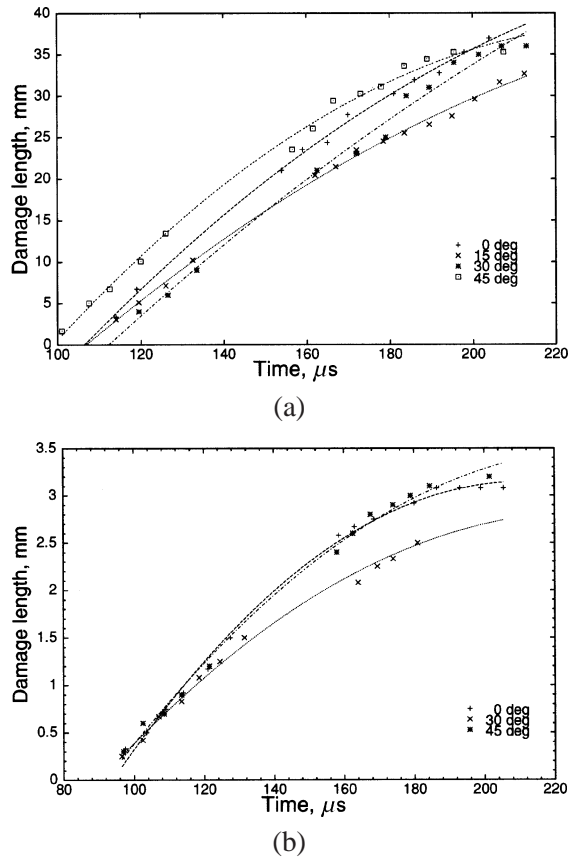 40
35
30
25
20
15
10
5
0
Damage length, mm
0 deg
15 deg
30 deg
45 deg
100 120 140 160 180 200 220
Time, μs
(a)
3.5
3
2.5
2
1.5
1
0.5
0
Damage length, mm
0 deg
30 deg
45 deg
80 100 120 140 160 180 200 220
Time, μs
(b)